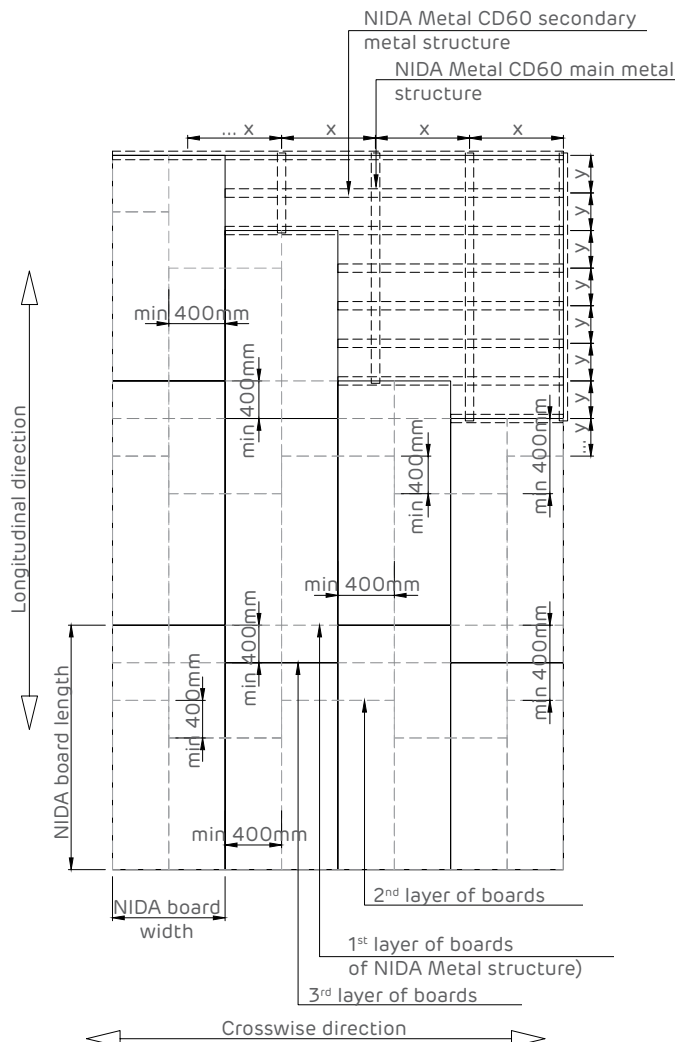 NIDA Metal CD60 secondary
metal structure
NIDA Metal CD60 main metal
structure
... x
x
x
x
y
y
y
y
y
y
y
... y
Longitudinal direction
min 400mm
min 400mm
min 400mm
min 400mm
min 400mm
min 400mm
min 400mm
min 400mm
min 400mm
NIDA board length
NIDA board
width
2nd layer of boards
1st layer of boards
of NIDA Metal structure)
3rd layer of boards
Crosswise direction